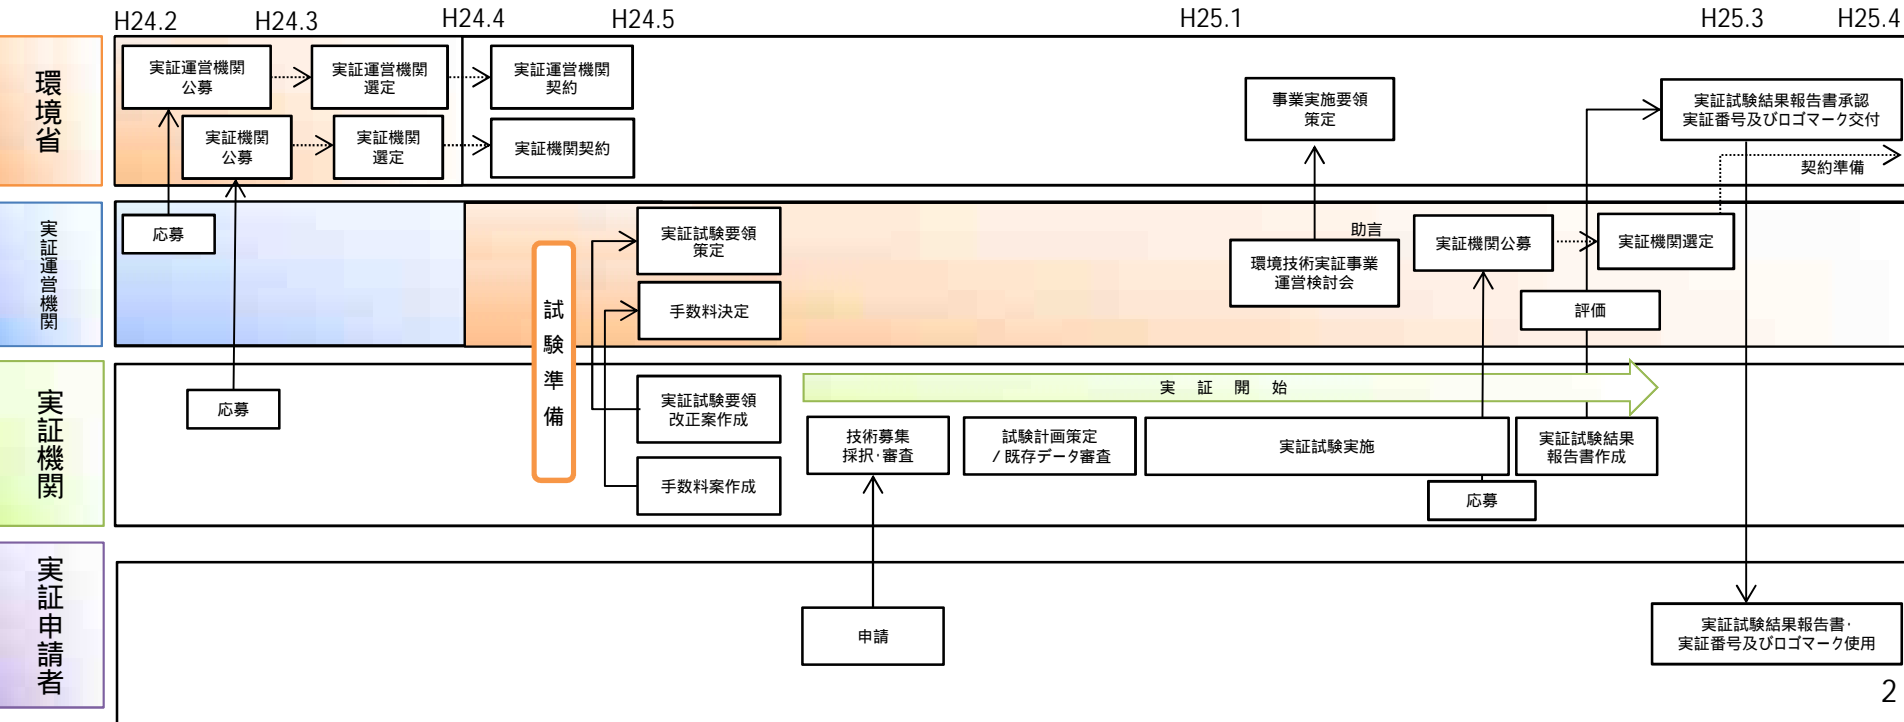 H24.2 H24.3 H24.4 H24.5 H25.1 H25.3 H25.4
環境省
実証運営機関
公募
実証運営機関
選定
実証運営機関
契約
実証機関
公募
実証機関
選定
実証機関契約
事業実施要領
策定
実証試験結果報告書承認
実証番号及びロゴマーク交付
契約準備
実証運営機関
応募
試験準備
実証試験要領
策定
手数料決定
助言
環境技術実証事業
運営検討会
実証機関公募
実証機関選定
評価
実証機関
応募
実証試験要領
改正案作成
手数料案作成
実証開始
技術募集
採択・審査
試験計画策定
/既存データ審査
実証試験実施
実証試験結果
報告書作成
応募
実証申請者
申請
実証試験結果報告書・
実証番号及びロゴマーク使用
2